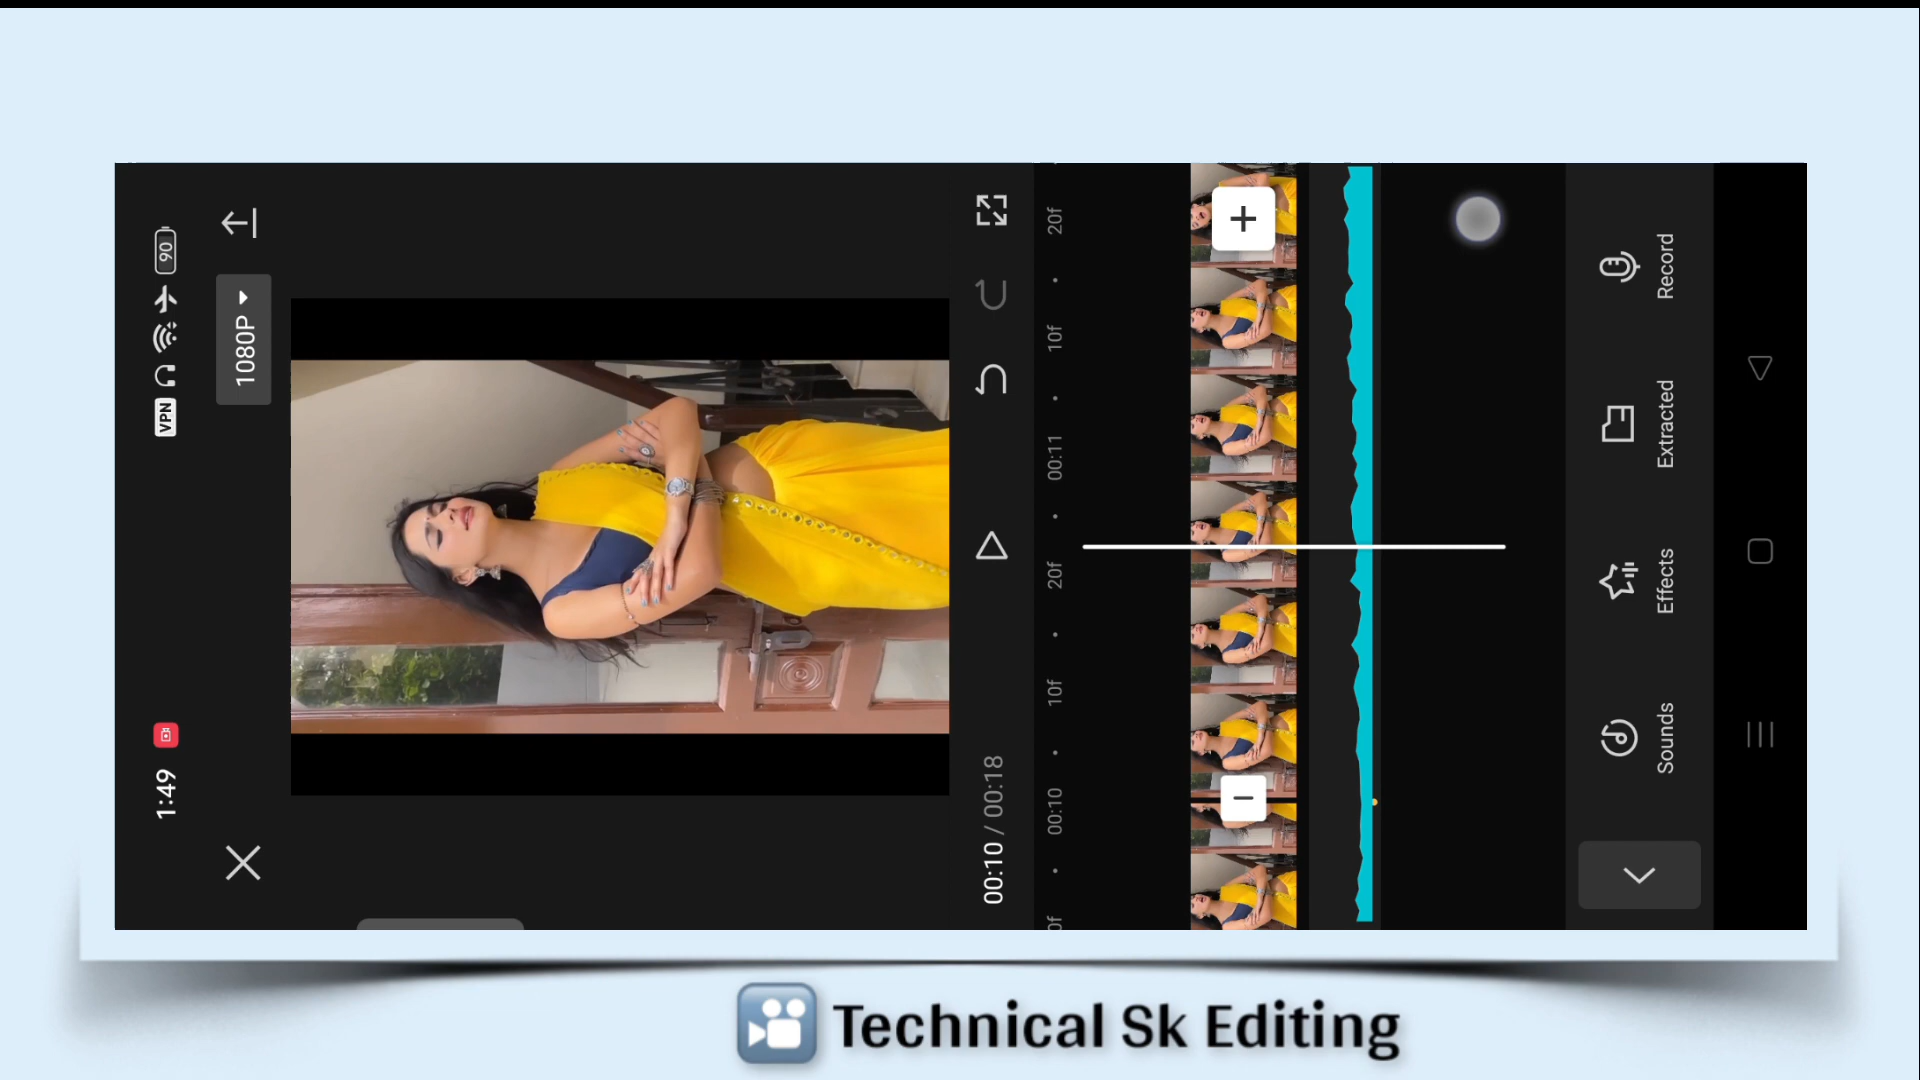 1:49
VPN
90
1080P
00:10 / 00:18
0f
00:10
10f
20f
00:11
10f
20f
Sounds
Effects
Extracted
Record
Technical Sk Editing